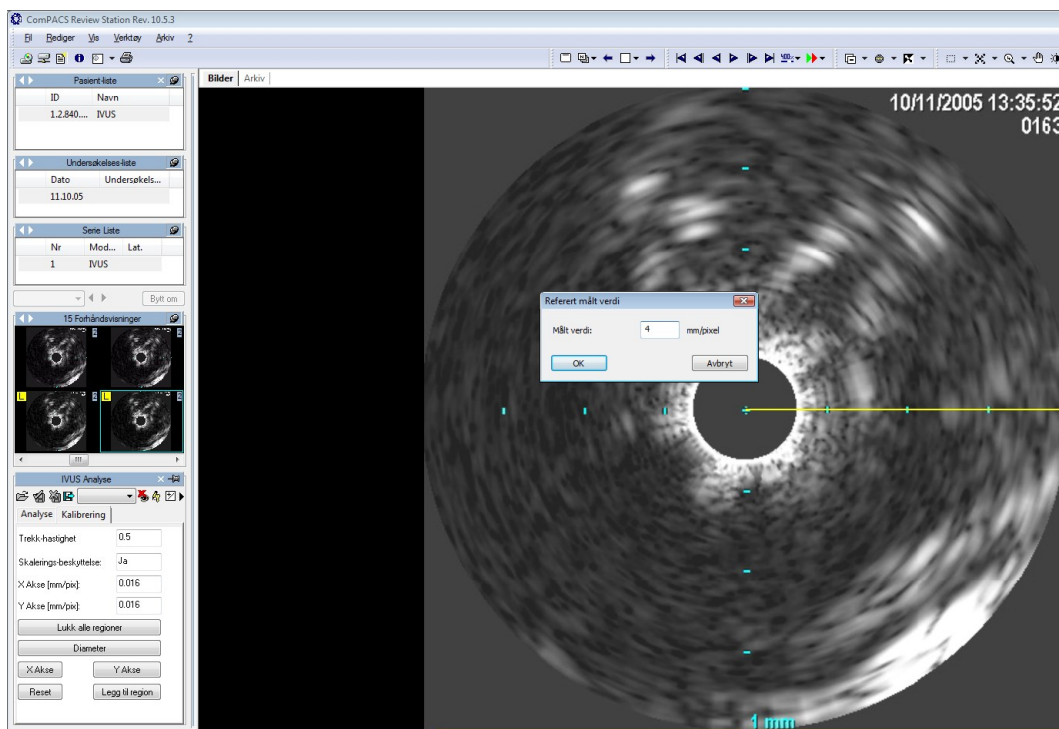 ComPACS Review Station Rev. 10.5.3
Fil Rediger Vis Verktøy Arkiv ?
Pasient-liste
ID Navn
1.2.840.... IVUS
Undersøkelses-liste
Dato Undersøkels...
11.10.05
Serie Liste
Nr Mod... Lat.
1 IVUS
Bytt om
15 Forhåndsvisninger
L L
IVUS Analyse
Analyse Kalibrering
Trekk-hastighet 0.5
Skalerings-beskyttelse: Ja
X Akse [mm/pix]: 0.016
Y Akse [mm/pix]: 0.016
Lukk alle regioner
Diameter
X Akse Y Akse
Reset Legg til region
Bilder Arkiv
10/11/2005 13:35:52
0163
Referert målt verdi
Målt verdi: 4 mm/pixel
OK Avbryt
1 mm